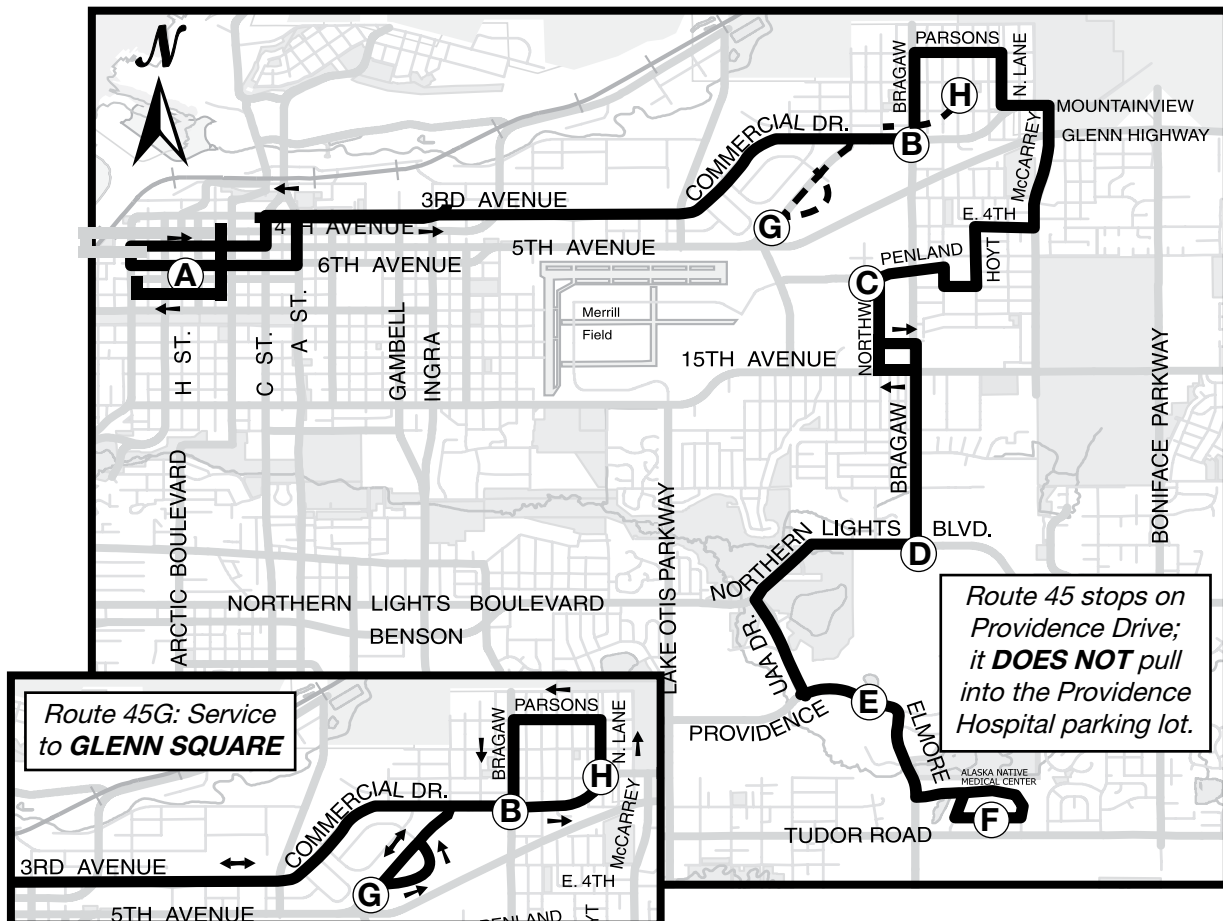 N
PARSONS
BRAGAW
N. LANE
H
MOUNTAINVIEW
GLENN HIGHWAY
McCARREY
COMMERCIAL DR.
B
3RD AVENUE
4TH AVENUE
G
E. 4TH
5TH AVENUE
6TH AVENUE
A
PENLAND
HOYT
C
H ST.
C ST.
A ST.
GAMBELL
INGRA
Merrill
Field
NORTHW
15TH AVENUE
BRAGAW
BONIFACE PARKWAY
ARCTIC BOULEVARD
LAKE OTIS PARKWAY
NORTHERN LIGHTS BLVD.
D
NORTHERN LIGHTS BOULEVARD
BENSON
UAA DR.
PROVIDENCE
E
ELMORE
ALASKA NATIVE
MEDICAL CENTER
F
TUDOR ROAD
Route 45 stops on
Providence Drive;
it DOES NOT pull
into the Providence
Hospital parking lot.
Route 45G: Service
to GLENN SQUARE
PARSONS
BRAGAW
N. LANE
H
COMMERCIAL DR.
B
McCARREY
3RD AVENUE
G
E. 4TH
5TH AVENUE
PENLAND